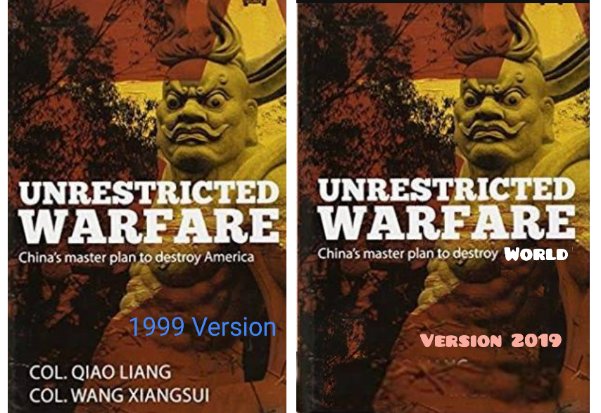 UNRESTRICTED
WARFARE
China's master plan to destroy America
1999 Version
COL. QIAO LIANG
COL. WANG XIANGSUI
UNRESTRICTED
WARFARE
China's master plan to destroy World
Version 2019